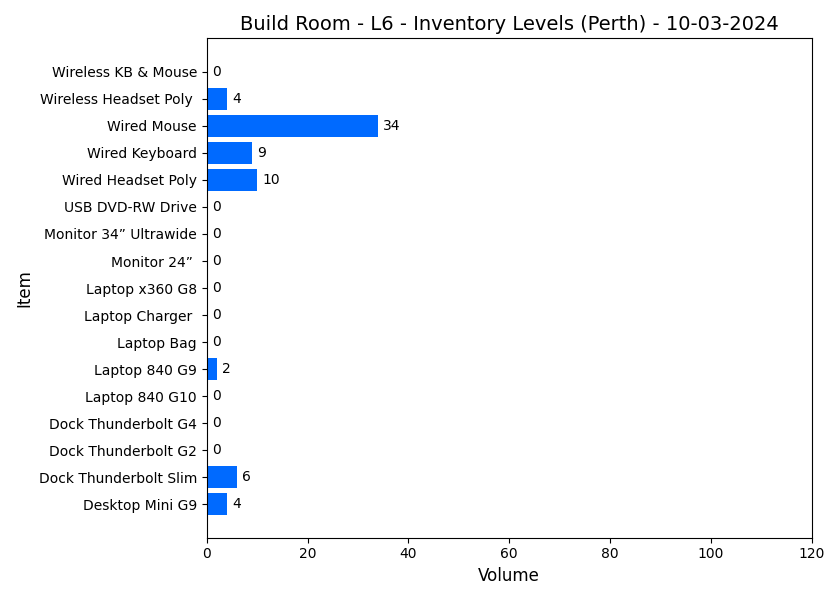 Build Room - L6 - Inventory Levels (Perth) - 10-03-2024
Wireless KB & Mouse 0
Wireless Headset Poly 4
Wired Mouse 34
Wired Keyboard 9
Wired Headset Poly 10
USB DVD-RW Drive 0
Monitor 34” Ultrawide 0
Monitor 24” 0
Laptop x360 G8 0
Laptop Charger 0
Laptop Bag 0
Laptop 840 G9 2
Laptop 840 G10 0
Dock Thunderbolt G4 0
Dock Thunderbolt G2 0
Dock Thunderbolt Slim 6
Desktop Mini G9 4
Item
0 20 40 60 80 100 120
Volume